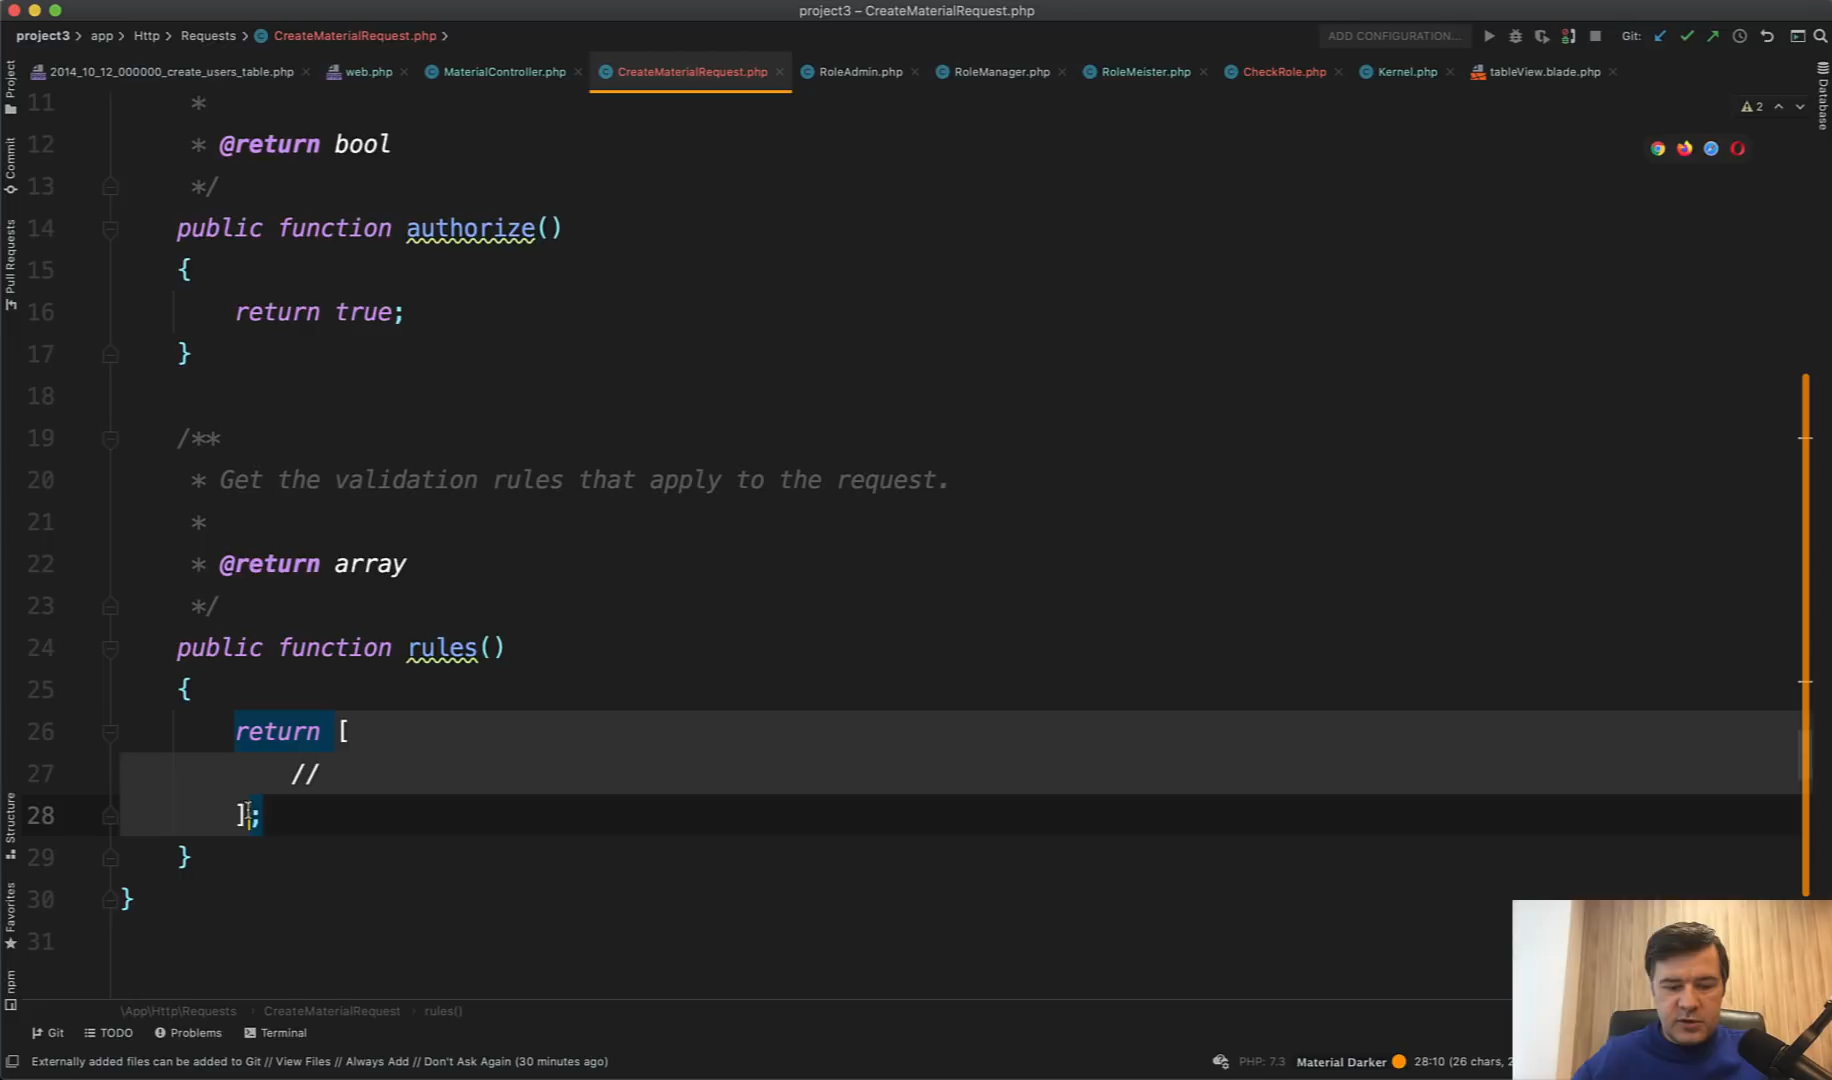 project3 – CreateMaterialRequest.php
project3 > app > Http > Requests > CreateMaterialRequest.php >
ADD CONFIGURATION...
Git:
2014_10_12_000000_create_users_table.php
web.php
MaterialController.php
CreateMaterialRequest.php
RoleAdmin.php
RoleManager.php
RoleMeister.php
CheckRole.php
Kernel.php
tableView.blade.php
Project
Commit
Pull Requests
Structure
Favorites
npm
Database
2
11 *
12 * @return bool
13 */
14 public function authorize()
15 {
16 return true;
17 }
18
19 /**
20 * Get the validation rules that apply to the request.
21 *
22 * @return array
23 */
24 public function rules()
25 {
26 return [
27 //
28 ];
29 }
30 }
31
\App\Http\Requests > CreateMaterialRequest > rules()
Git
TODO
Problems
Terminal
Externally added files can be added to Git // View Files // Always Add // Don't Ask Again (30 minutes ago)
PHP: 7.3
Material Darker
28:10 (26 chars, 2